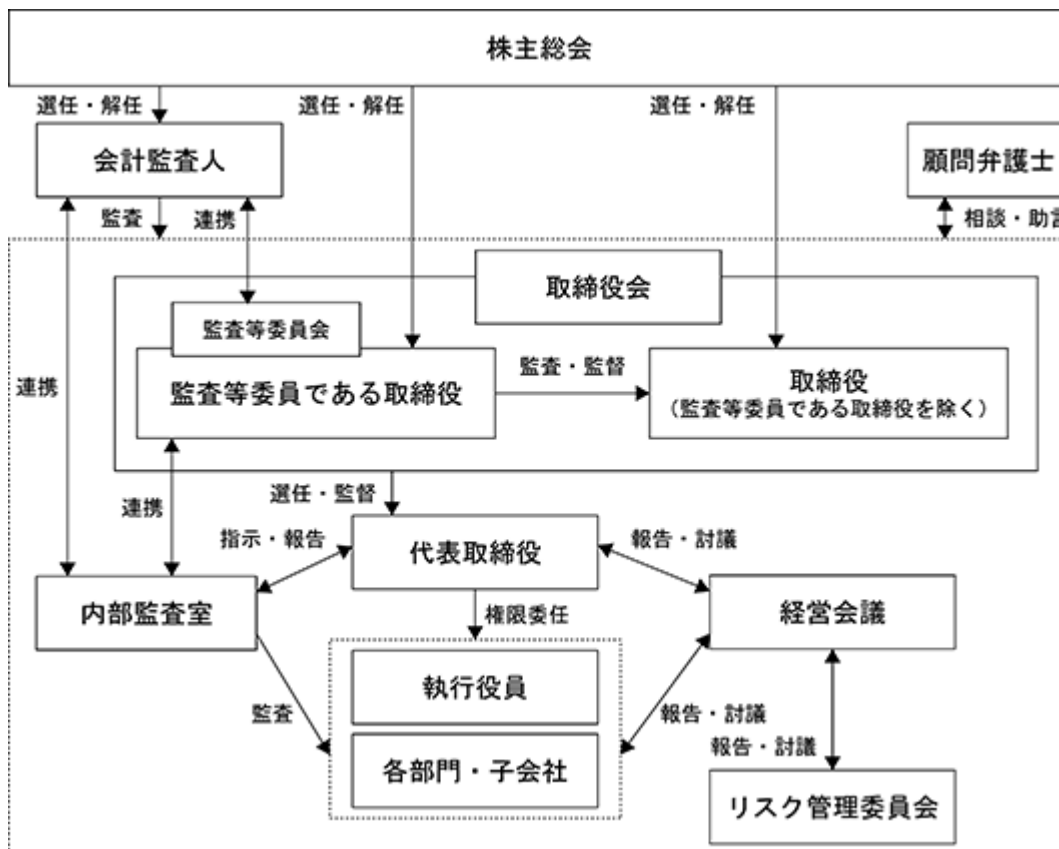 株主総会
選任・解任
選任・解任
選任・解任
会計監査人
顧問弁護士
監査
連携
相談・助言
取締役会
監査等委員会
監査等委員である取締役
監査・監督
取締役
（監査等委員である取締役を除く）
連携
連携
選任・監督
指示・報告
代表取締役
報告・討議
内部監査室
権限委任
経営会議
執行役員
監査
報告・討議
報告・討議
各部門・子会社
リスク管理委員会